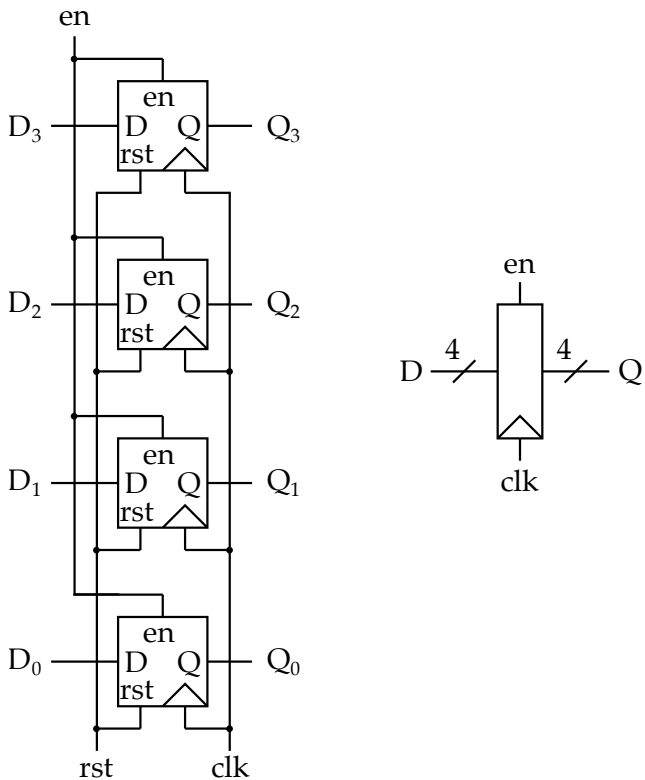 en
en
D₃ D Q Q₃
rst
en
D₂ D Q Q₂
rst
en
D₁ D Q Q₁
rst
en
D₀ D Q Q₀
rst
rst clk
en
4 4
D Q
clk